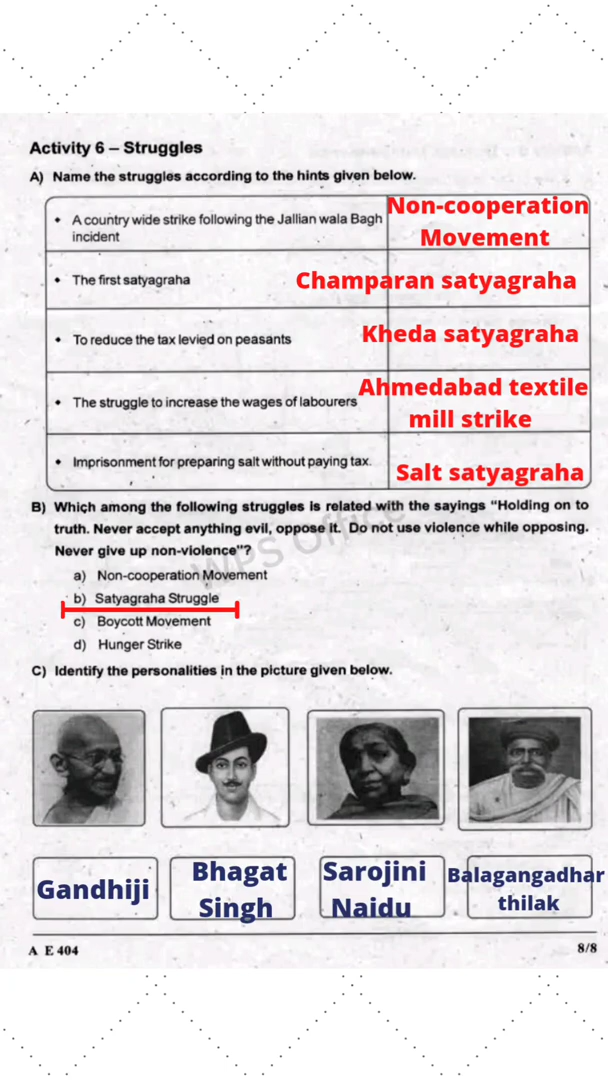 Activity 6 – Struggles
A) Name the struggles according to the hints given below.
• A country wide strike following the Jallian wala Bagh
incident
Non-cooperation
Movement
• The first satyagraha
Champaran satyagraha
• To reduce the tax levied on peasants
Kheda satyagraha
• The struggle to increase the wages of labourers
Ahmedabad textile
mill strike
• Imprisonment for preparing salt without paying tax.
Salt satyagraha
B) Which among the following struggles is related with the sayings "Holding on to
truth. Never accept anything evil, oppose it. Do not use violence while opposing.
Never give up non-violence"?
a) Non-cooperation Movement
b) Satyagraha Struggle
c) Boycott Movement
d) Hunger Strike
WPS Office
C) Identify the personalities in the picture given below.
Gandhiji
Bhagat
Singh
Sarojini
Naidu
Balagangadhar
thilak
A E 404
8/8